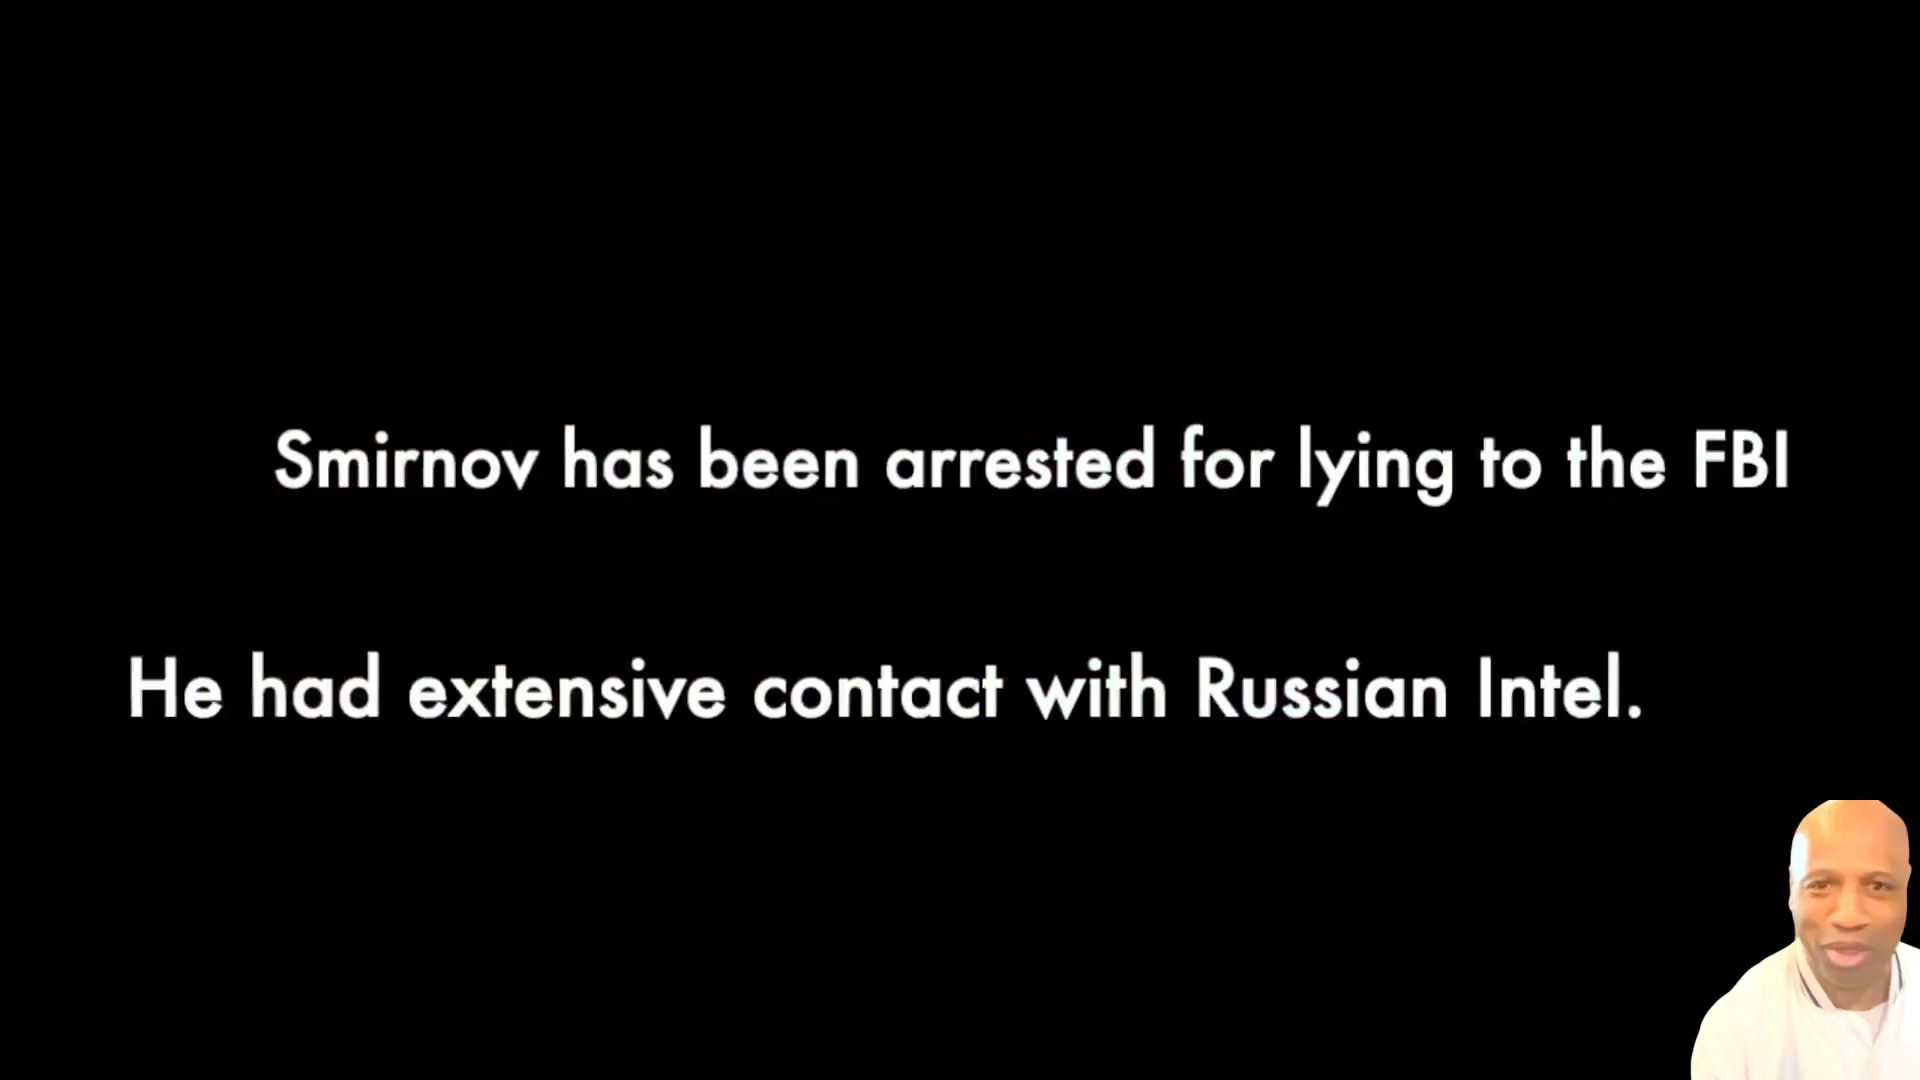 Smirnov has been arrested for lying to the FBI
He had extensive contact with Russian Intel.